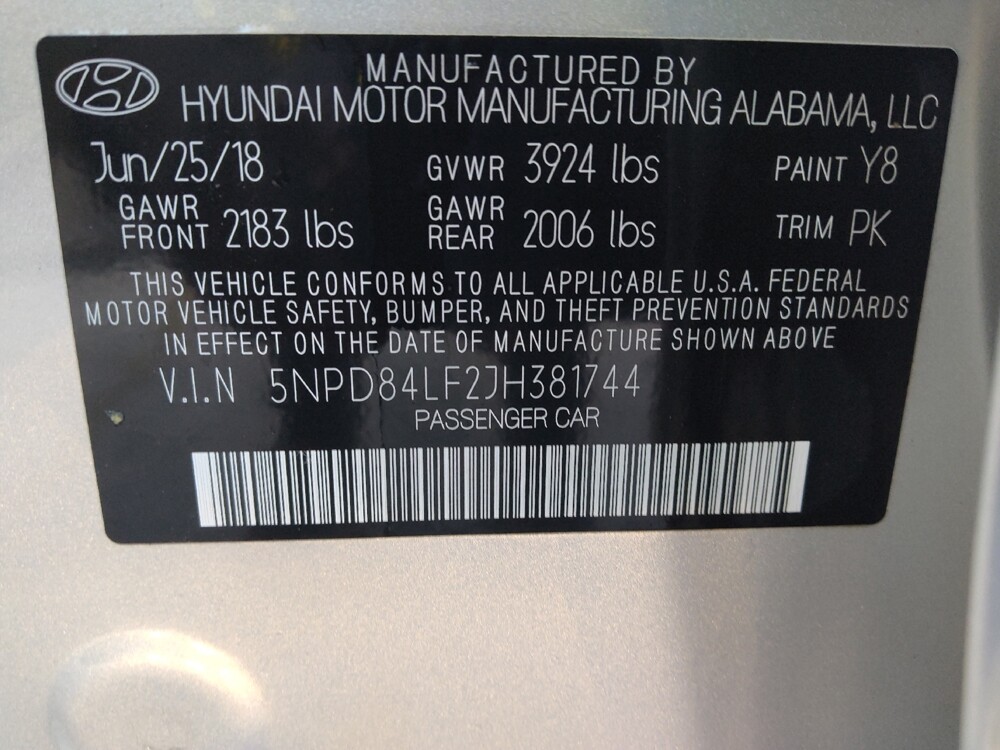 MANUFACTURED BY
HYUNDAI MOTOR MANUFACTURING ALABAMA, LLC
Jun/25/18 GVWR 3924 lbs PAINT Y8
GAWR FRONT 2183 lbs GAWR REAR 2006 lbs TRIM PK
THIS VEHICLE CONFORMS TO ALL APPLICABLE U.S.A. FEDERAL
MOTOR VEHICLE SAFETY, BUMPER, AND THEFT PREVENTION STANDARDS
IN EFFECT ON THE DATE OF MANUFACTURE SHOWN ABOVE
V.I.N 5NPD84LF2JH381744
PASSENGER CAR